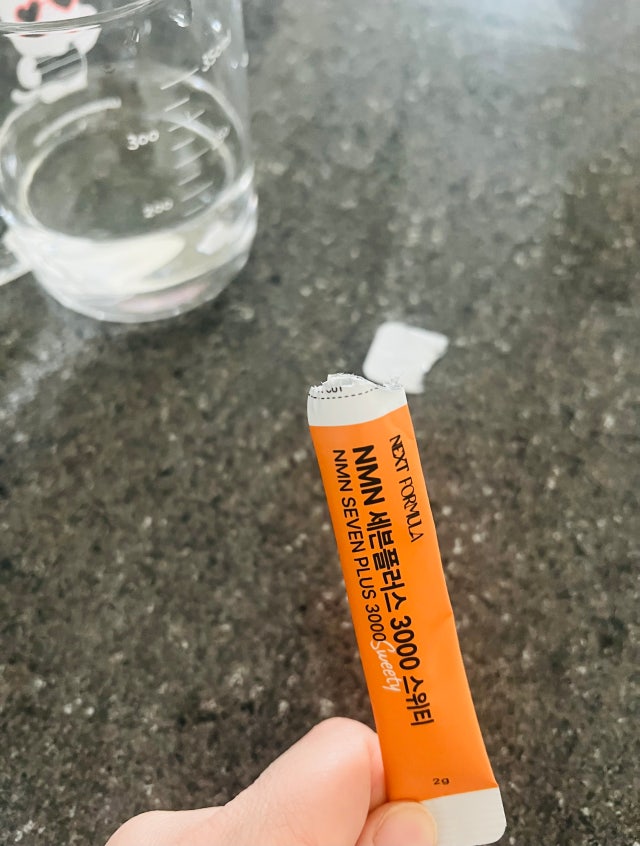 NEXT FORMULA
NMN 세븐플러스 3000 스위티
NMN SEVEN PLUS 3000
Sweety
2g
300
200